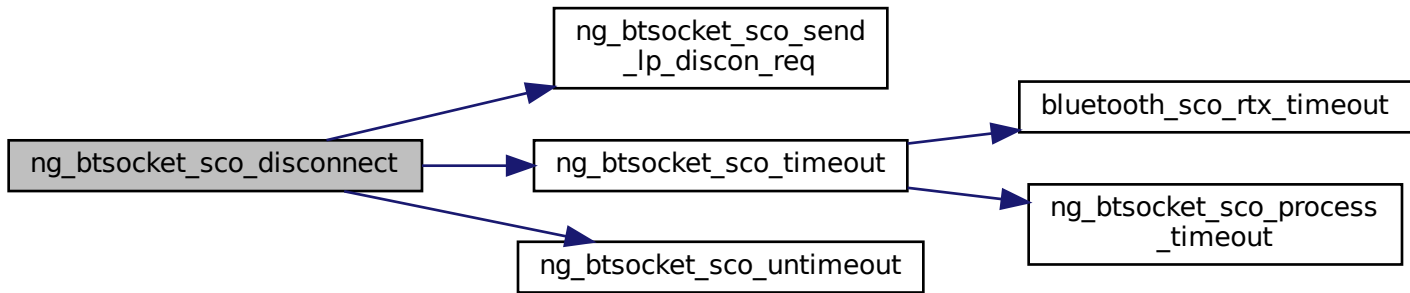 ng_btsocket_sco_disconnect
ng_btsocket_sco_send
_lp_discon_req
ng_btsocket_sco_timeout
ng_btsocket_sco_untimeout
bluetooth_sco_rtx_timeout
ng_btsocket_sco_process
_timeout